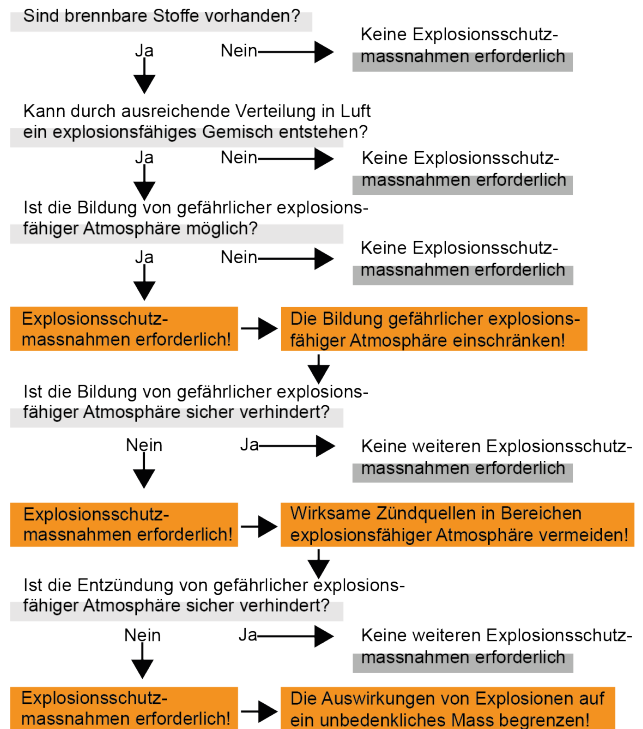 Sind brennbare Stoffe vorhanden?
Ja
Nein
Keine Explosionsschutz-
massnahmen erforderlich
Kann durch ausreichende Verteilung in Luft
ein explosionsfähiges Gemisch entstehen?
Ja
Nein
Keine Explosionsschutz-
massnahmen erforderlich
Ist die Bildung von gefährlicher explosions-
fähiger Atmosphäre möglich?
Ja
Nein
Keine Explosionsschutz-
massnahmen erforderlich
Explosionsschutz-
massnahmen erforderlich!
Die Bildung gefährlicher explosions-
fähiger Atmosphäre einschränken!
Ist die Bildung von gefährlicher explosions-
fähiger Atmosphäre sicher verhindert?
Nein
Ja
Keine weiteren Explosionsschutz-
massnahmen erforderlich
Explosionsschutz-
massnahmen erforderlich!
Wirksame Zündquellen in Bereichen
explosionsfähiger Atmosphäre vermeiden!
Ist die Entzündung von gefährlicher explosions-
fähiger Atmosphäre sicher verhindert?
Nein
Ja
Keine weiteren Explosionsschutz-
massnahmen erforderlich
Explosionsschutz-
massnahmen erforderlich!
Die Auswirkungen von Explosionen auf
ein unbedenkliches Mass begrenzen!